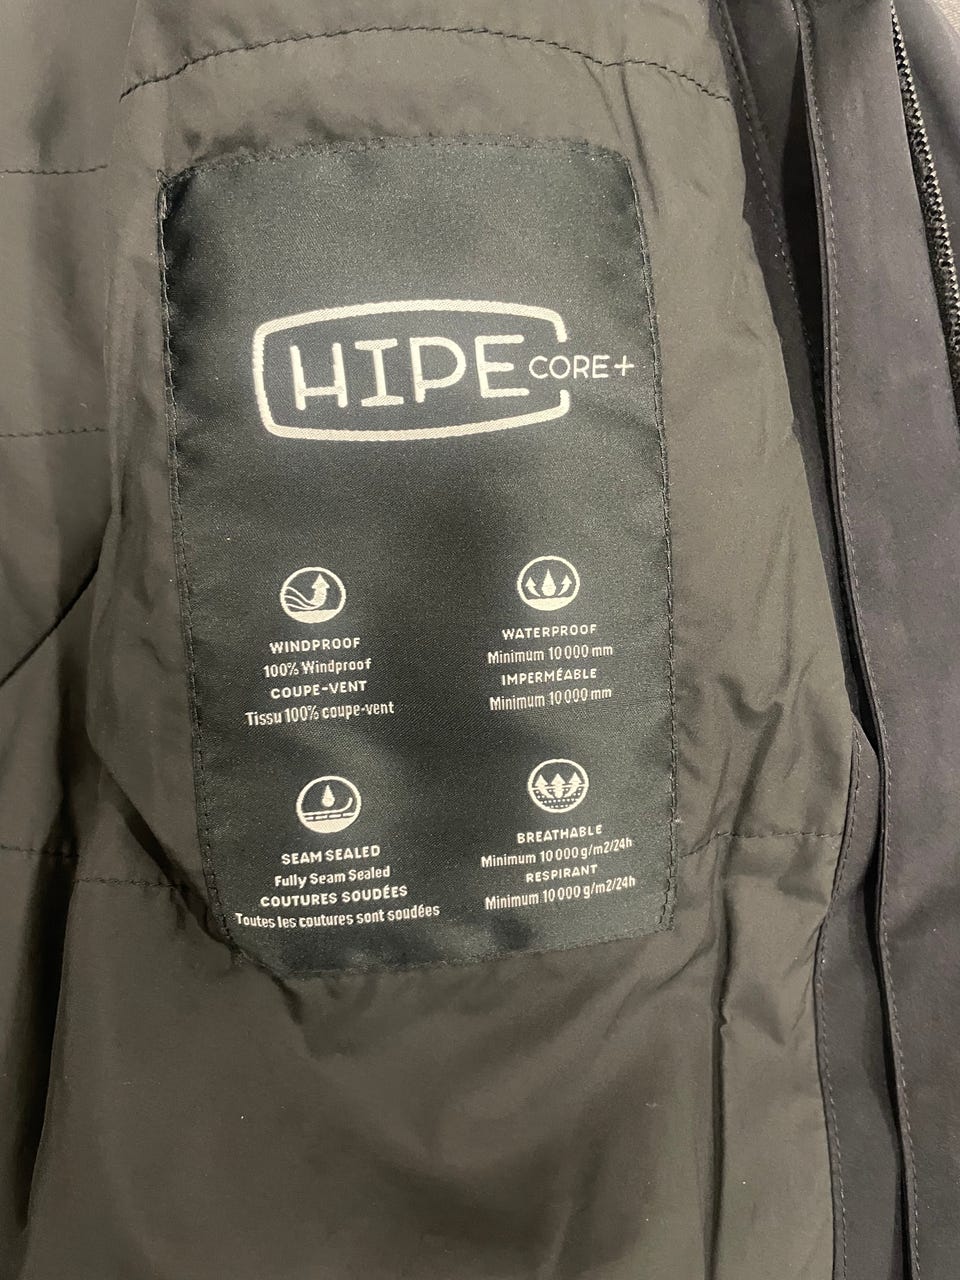 HIPE CORE+
WINDPROOF
100% Windproof
COUPE-VENT
Tissu 100% coupe-vent
WATERPROOF
Minimum 10 000 mm
IMPERMÉABLE
Minimum 10 000 mm
SEAM SEALED
Fully Seam Sealed
COUTURES SOUDÉES
Toutes les coutures sont soudées
BREATHABLE
Minimum 10 000 g/m2/24h
RESPIRANT
Minimum 10 000 g/m2/24h